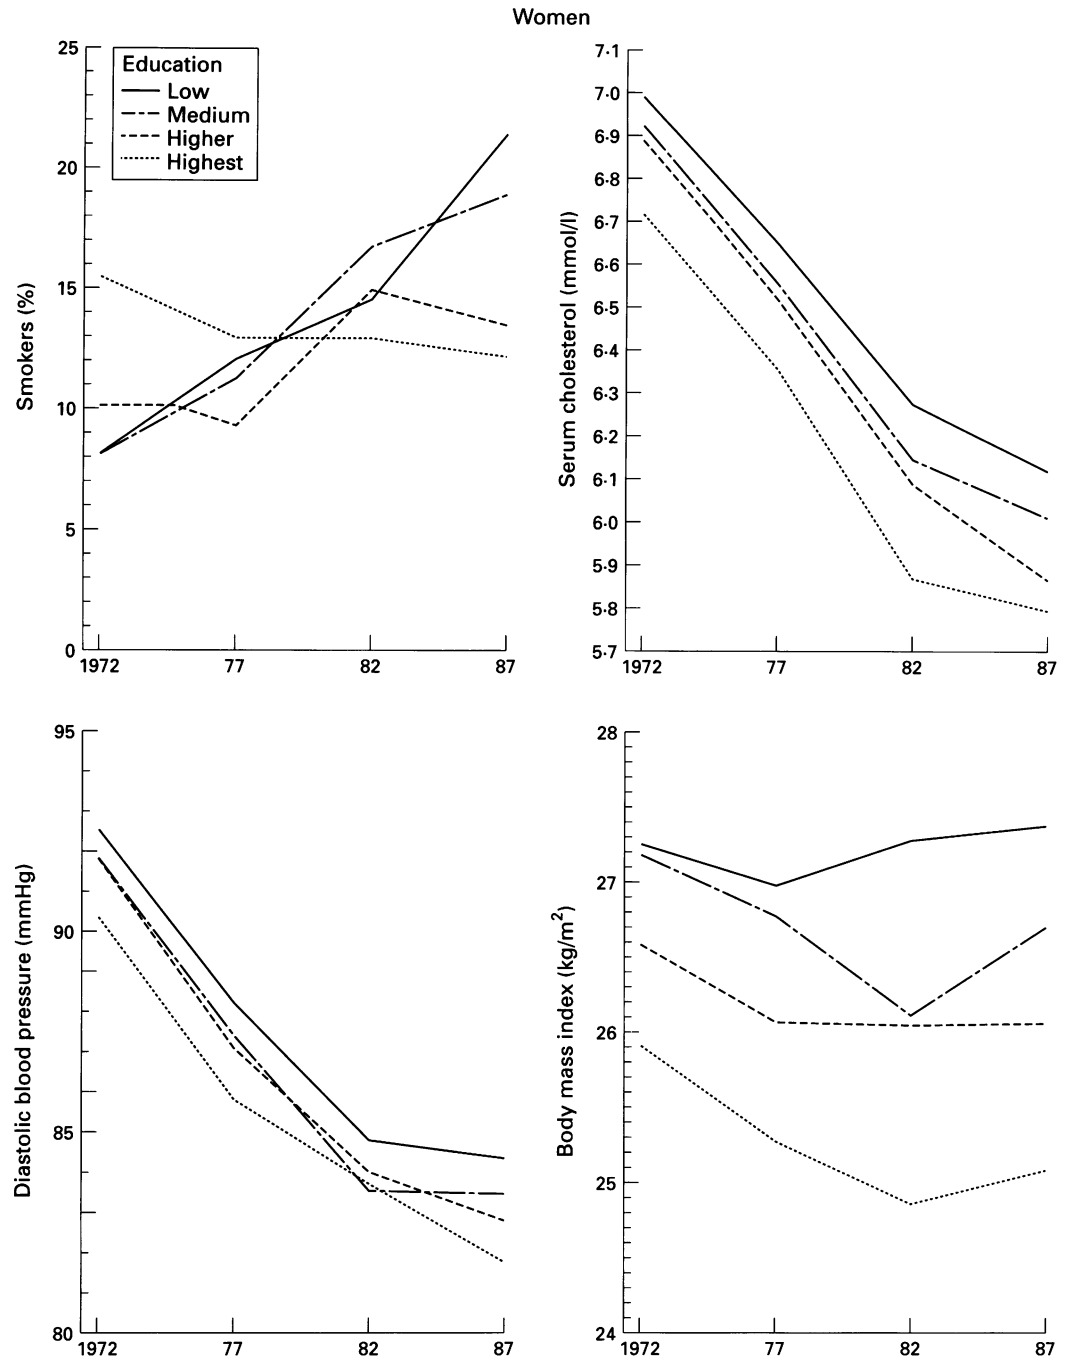 Women
Education
Low
Medium
Higher
Highest
25
20
15
10
5
0
Smokers (%)
1972 77 82 87
7·1
7·0
6·9
6·8
6·7
6·6
6·5
6·4
6·3
6·2
6·1
6·0
5·9
5·8
5·7
Serum cholesterol (mmol/l)
1972 77 82 87
95
90
85
80
Diastolic blood pressure (mmHg)
1972 77 82 87
28
27
26
25
24
Body mass index (kg/m²)
1972 77 82 87